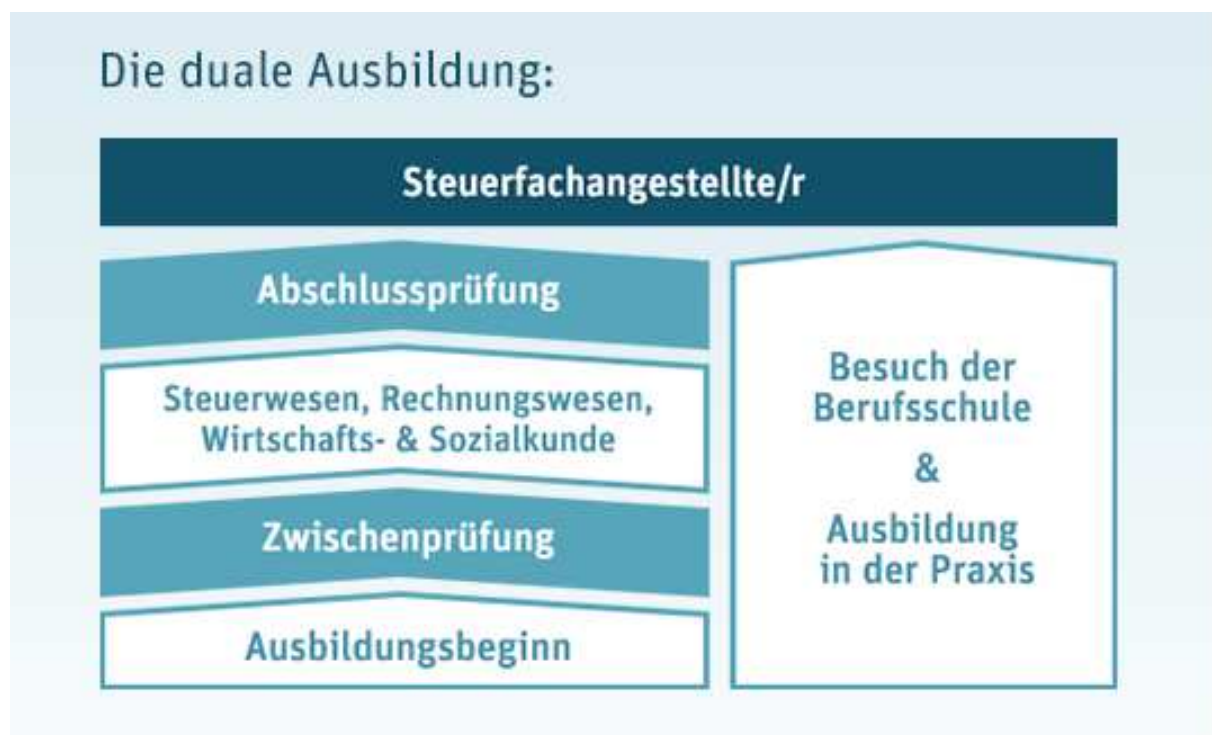 Die duale Ausbildung:
Steuerfachangestellte/r
Abschlussprüfung
Steuerwesen, Rechnungswesen,
Wirtschafts- & Sozialkunde
Zwischenprüfung
Ausbildungsbeginn
Besuch der
Berufsschule
&
Ausbildung
in der Praxis